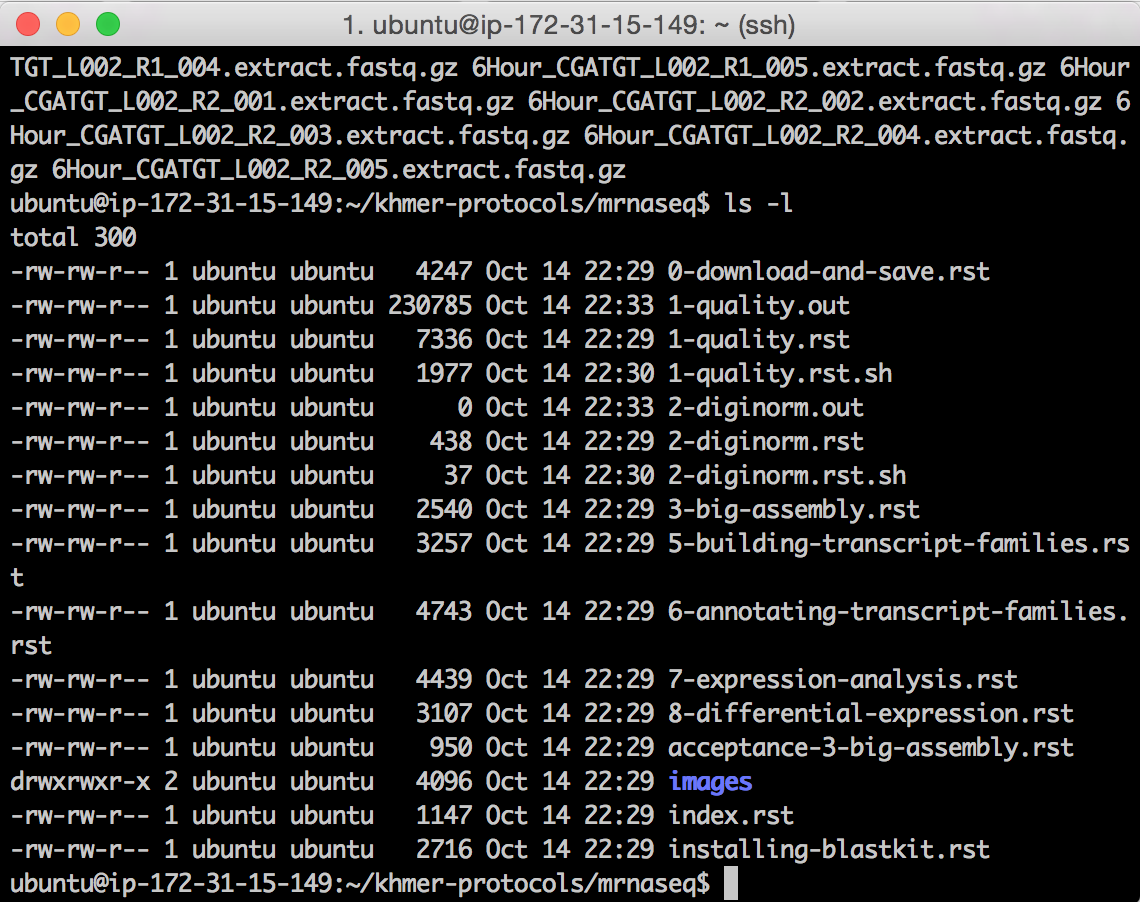 1. ubuntu@ip-172-31-15-149: ~ (ssh)
TGT_L002_R1_004.extract.fastq.gz 6Hour_CGATGT_L002_R1_005.extract.fastq.gz 6Hour
_CGATGT_L002_R2_001.extract.fastq.gz 6Hour_CGATGT_L002_R2_002.extract.fastq.gz 6
Hour_CGATGT_L002_R2_003.extract.fastq.gz 6Hour_CGATGT_L002_R2_004.extract.fastq.
gz 6Hour_CGATGT_L002_R2_005.extract.fastq.gz
ubuntu@ip-172-31-15-149:~/khmer-protocols/mrnaseq$ ls -l
total 300
-rw-rw-r-- 1 ubuntu ubuntu   4247 Oct 14 22:29 0-download-and-save.rst
-rw-rw-r-- 1 ubuntu ubuntu 230785 Oct 14 22:33 1-quality.out
-rw-rw-r-- 1 ubuntu ubuntu   7336 Oct 14 22:29 1-quality.rst
-rw-rw-r-- 1 ubuntu ubuntu   1977 Oct 14 22:30 1-quality.rst.sh
-rw-rw-r-- 1 ubuntu ubuntu      0 Oct 14 22:33 2-diginorm.out
-rw-rw-r-- 1 ubuntu ubuntu    438 Oct 14 22:29 2-diginorm.rst
-rw-rw-r-- 1 ubuntu ubuntu     37 Oct 14 22:30 2-diginorm.rst.sh
-rw-rw-r-- 1 ubuntu ubuntu   2540 Oct 14 22:29 3-big-assembly.rst
-rw-rw-r-- 1 ubuntu ubuntu   3257 Oct 14 22:29 5-building-transcript-families.rs
t
-rw-rw-r-- 1 ubuntu ubuntu   4743 Oct 14 22:29 6-annotating-transcript-families.
rst
-rw-rw-r-- 1 ubuntu ubuntu   4439 Oct 14 22:29 7-expression-analysis.rst
-rw-rw-r-- 1 ubuntu ubuntu   3107 Oct 14 22:29 8-differential-expression.rst
-rw-rw-r-- 1 ubuntu ubuntu    950 Oct 14 22:29 acceptance-3-big-assembly.rst
drwxrwxr-x 2 ubuntu ubuntu   4096 Oct 14 22:29 images
-rw-rw-r-- 1 ubuntu ubuntu   1147 Oct 14 22:29 index.rst
-rw-rw-r-- 1 ubuntu ubuntu   2716 Oct 14 22:29 installing-blastkit.rst
ubuntu@ip-172-31-15-149:~/khmer-protocols/mrnaseq$